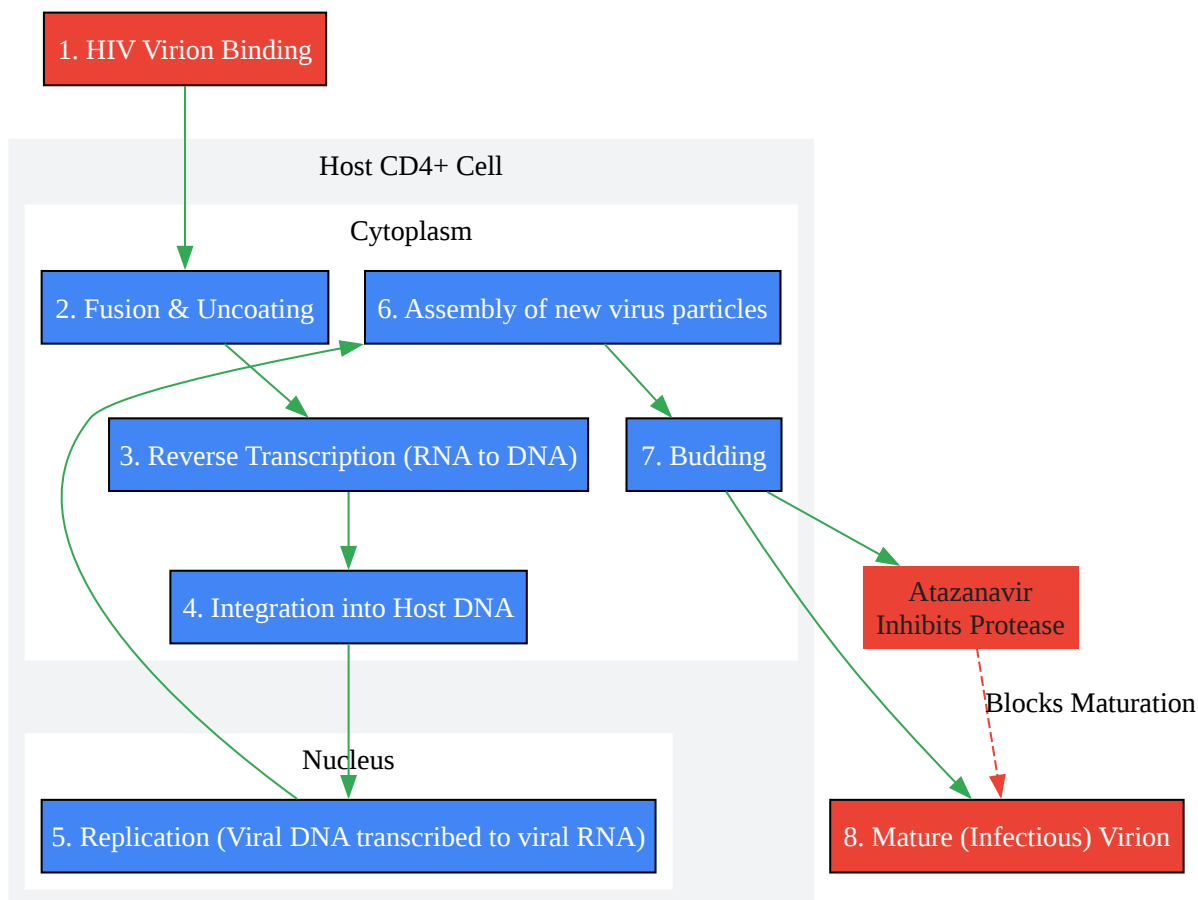 1. HIV Virion Binding
Host CD4+ Cell
Cytoplasm
2. Fusion & Uncoating
6. Assembly of new virus particles
3. Reverse Transcription (RNA to DNA)
7. Budding
4. Integration into Host DNA
Atazanavir
Inhibits Protease
Blocks Maturation
Nucleus
5. Replication (Viral DNA transcribed to viral RNA)
8. Mature (Infectious) Virion